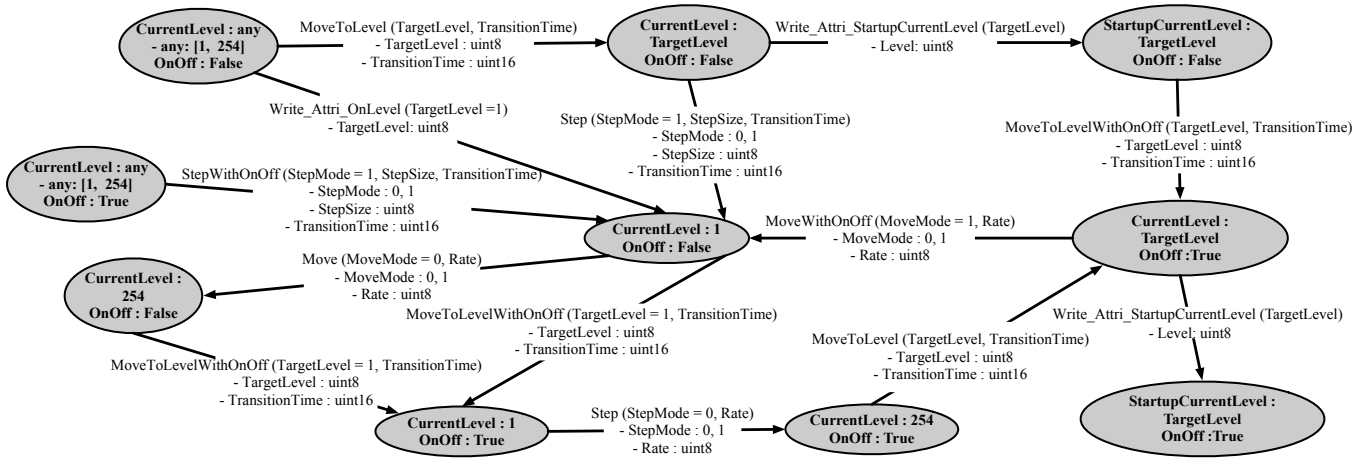 CurrentLevel : any
- any: [1, 254]
OnOff : False
MoveToLevel (TargetLevel, TransitionTime)
- TargetLevel : uint8
- TransitionTime : uint16
CurrentLevel :
TargetLevel
OnOff : False
Write_Attri_StartupCurrentLevel (TargetLevel)
- Level: uint8
StartupCurrentLevel :
TargetLevel
OnOff : False
Write_Attri_OnLevel (TargetLevel =1)
- TargetLevel: uint8
Step (StepMode = 1, StepSize, TransitionTime)
- StepMode : 0, 1
- StepSize : uint8
- TransitionTime : uint16
MoveToLevelWithOnOff (TargetLevel, TransitionTime)
- TargetLevel : uint8
- TransitionTime : uint16
CurrentLevel : any
- any: [1, 254]
OnOff : True
StepWithOnOff (StepMode = 1, StepSize, TransitionTime)
- StepMode : 0, 1
- StepSize : uint8
- TransitionTime : uint16
CurrentLevel : 1
OnOff : False
MoveWithOnOff (MoveMode = 1, Rate)
- MoveMode : 0, 1
- Rate : uint8
CurrentLevel :
TargetLevel
OnOff :True
CurrentLevel :
254
OnOff : False
Move (MoveMode = 0, Rate)
- MoveMode : 0, 1
- Rate : uint8
MoveToLevelWithOnOff (TargetLevel = 1, TransitionTime)
- TargetLevel : uint8
- TransitionTime : uint16
MoveToLevel (TargetLevel, TransitionTime)
- TargetLevel : uint8
- TransitionTime : uint16
Write_Attri_StartupCurrentLevel (TargetLevel)
- Level: uint8
MoveToLevelWithOnOff (TargetLevel = 1, TransitionTime)
- TargetLevel : uint8
- TransitionTime : uint16
CurrentLevel : 1
OnOff : True
Step (StepMode = 0, Rate)
- StepMode : 0, 1
- Rate : uint8
CurrentLevel : 254
OnOff : True
StartupCurrentLevel :
TargetLevel
OnOff :True